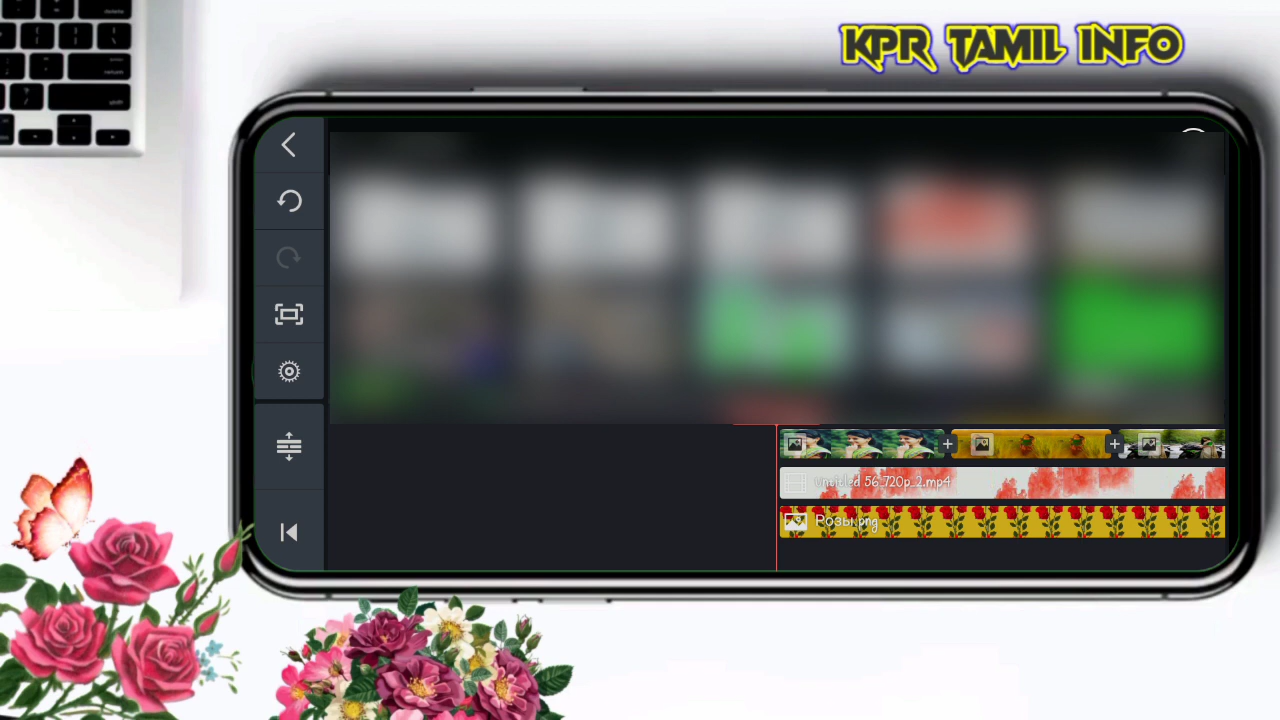 KPR TAMIL INFO
untitled 56_720p_2.mp4
Розы.png